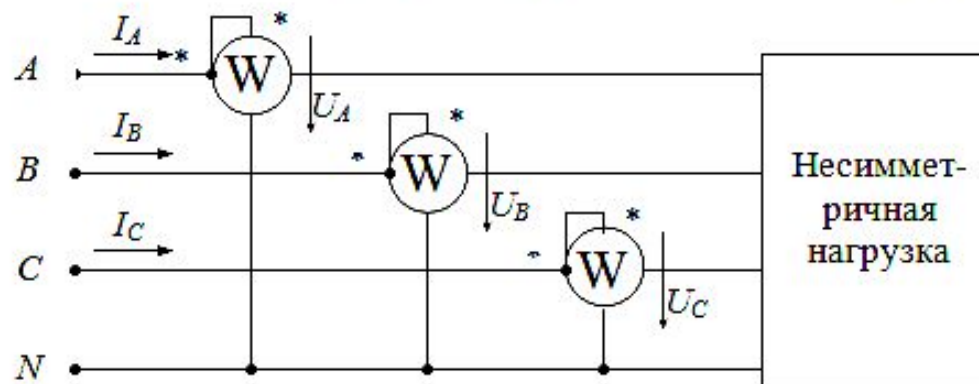 I_A
* *
A W
U_A
I_B
* *
B W
U_B
I_C
* *
C W
U_C
N
Несиммет-
ричная
нагрузка